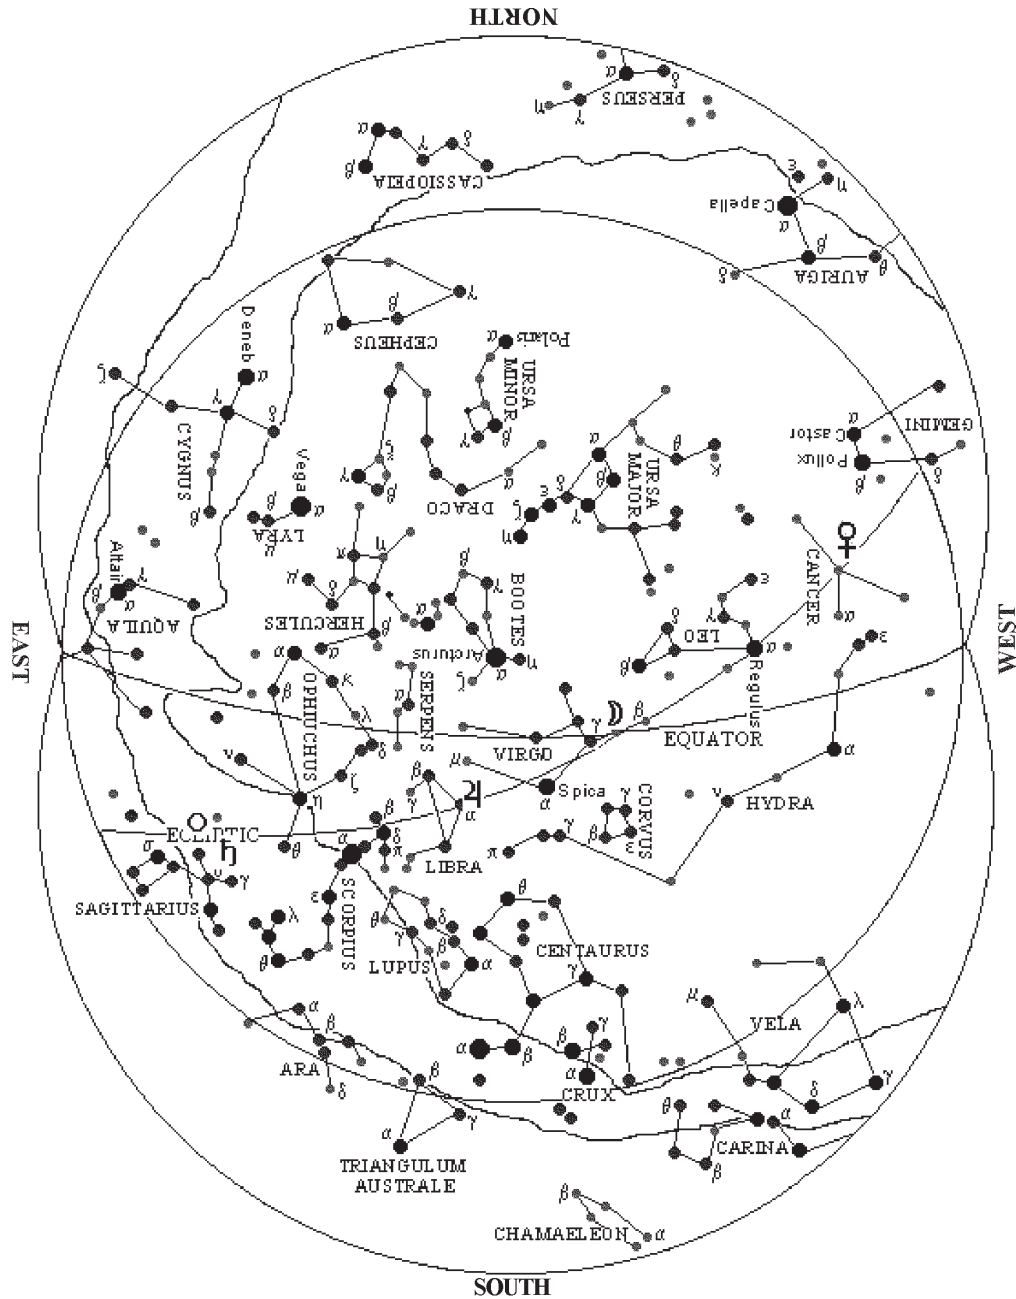 NORTH
α
δ
PERSEUS
η
γ
α
γ
δ
β
CASSIOPEIA
ε
η
Capella
α
β
θ
δ
AURIGA
γ
β
α
CEPHEUS
Polaris
α
URSA
MINOR
γ
β
Deneb
α
ζ
γ
δ
CYGNUS
β
GEMINI
α
Castor
Pollux
β
δ
ξ
γ
β
DRACO
α
α
β
θ
κ
URSA
MAJOR
ε
ζ
γ
η
Vega
α
β
LYRA
μ
♀
Altair
γ
β
α
AQUILA
π
η
μ
δ
HERCULES
α
β
β
γ
BOOTES
α
Arcturus
α
η
ζ
CANCER
α
ε
γ
δ
LEO
β
α
Regulus
ε
EAST
WEST
α
β
OPHIUCHUS
κ
λ
δ
ζ
ν
η
θ
α
SERPENS
☽
γ
β
VIRGO
EQUATOR
μ
α
Spica
α
β
γ
♃
α
LIBRA
γ
CORVUS
β
ε
ν
HYDRA
γ
π
ECLIPTIC
♄
β
δ
α
π
σ
υ
γ
SAGITTARIUS
ε
SCORPIUS
λ
θ
θ
γ
δ
β
α
LUPUS
θ
CENTAURUS
γ
α
β
μ
λ
VELA
γ
δ
α
β
ARA
δ
β
γ
α
CRUX
β
γ
α
TRIANGULUM
AUSTRALE
θ
α
CARINA
β
β
CHAMAELEON
α
SOUTH